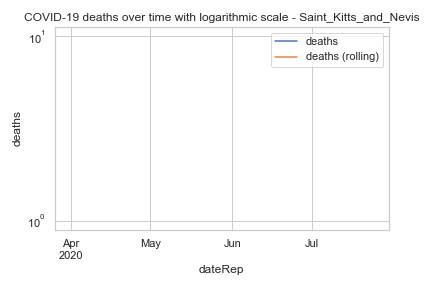 COVID-19 deaths over time with logarithmic scale - Saint_Kitts_and_Nevis
10¹
deaths
deaths (rolling)
deaths
10⁰
Apr
2020
May
Jun
Jul
dateRep